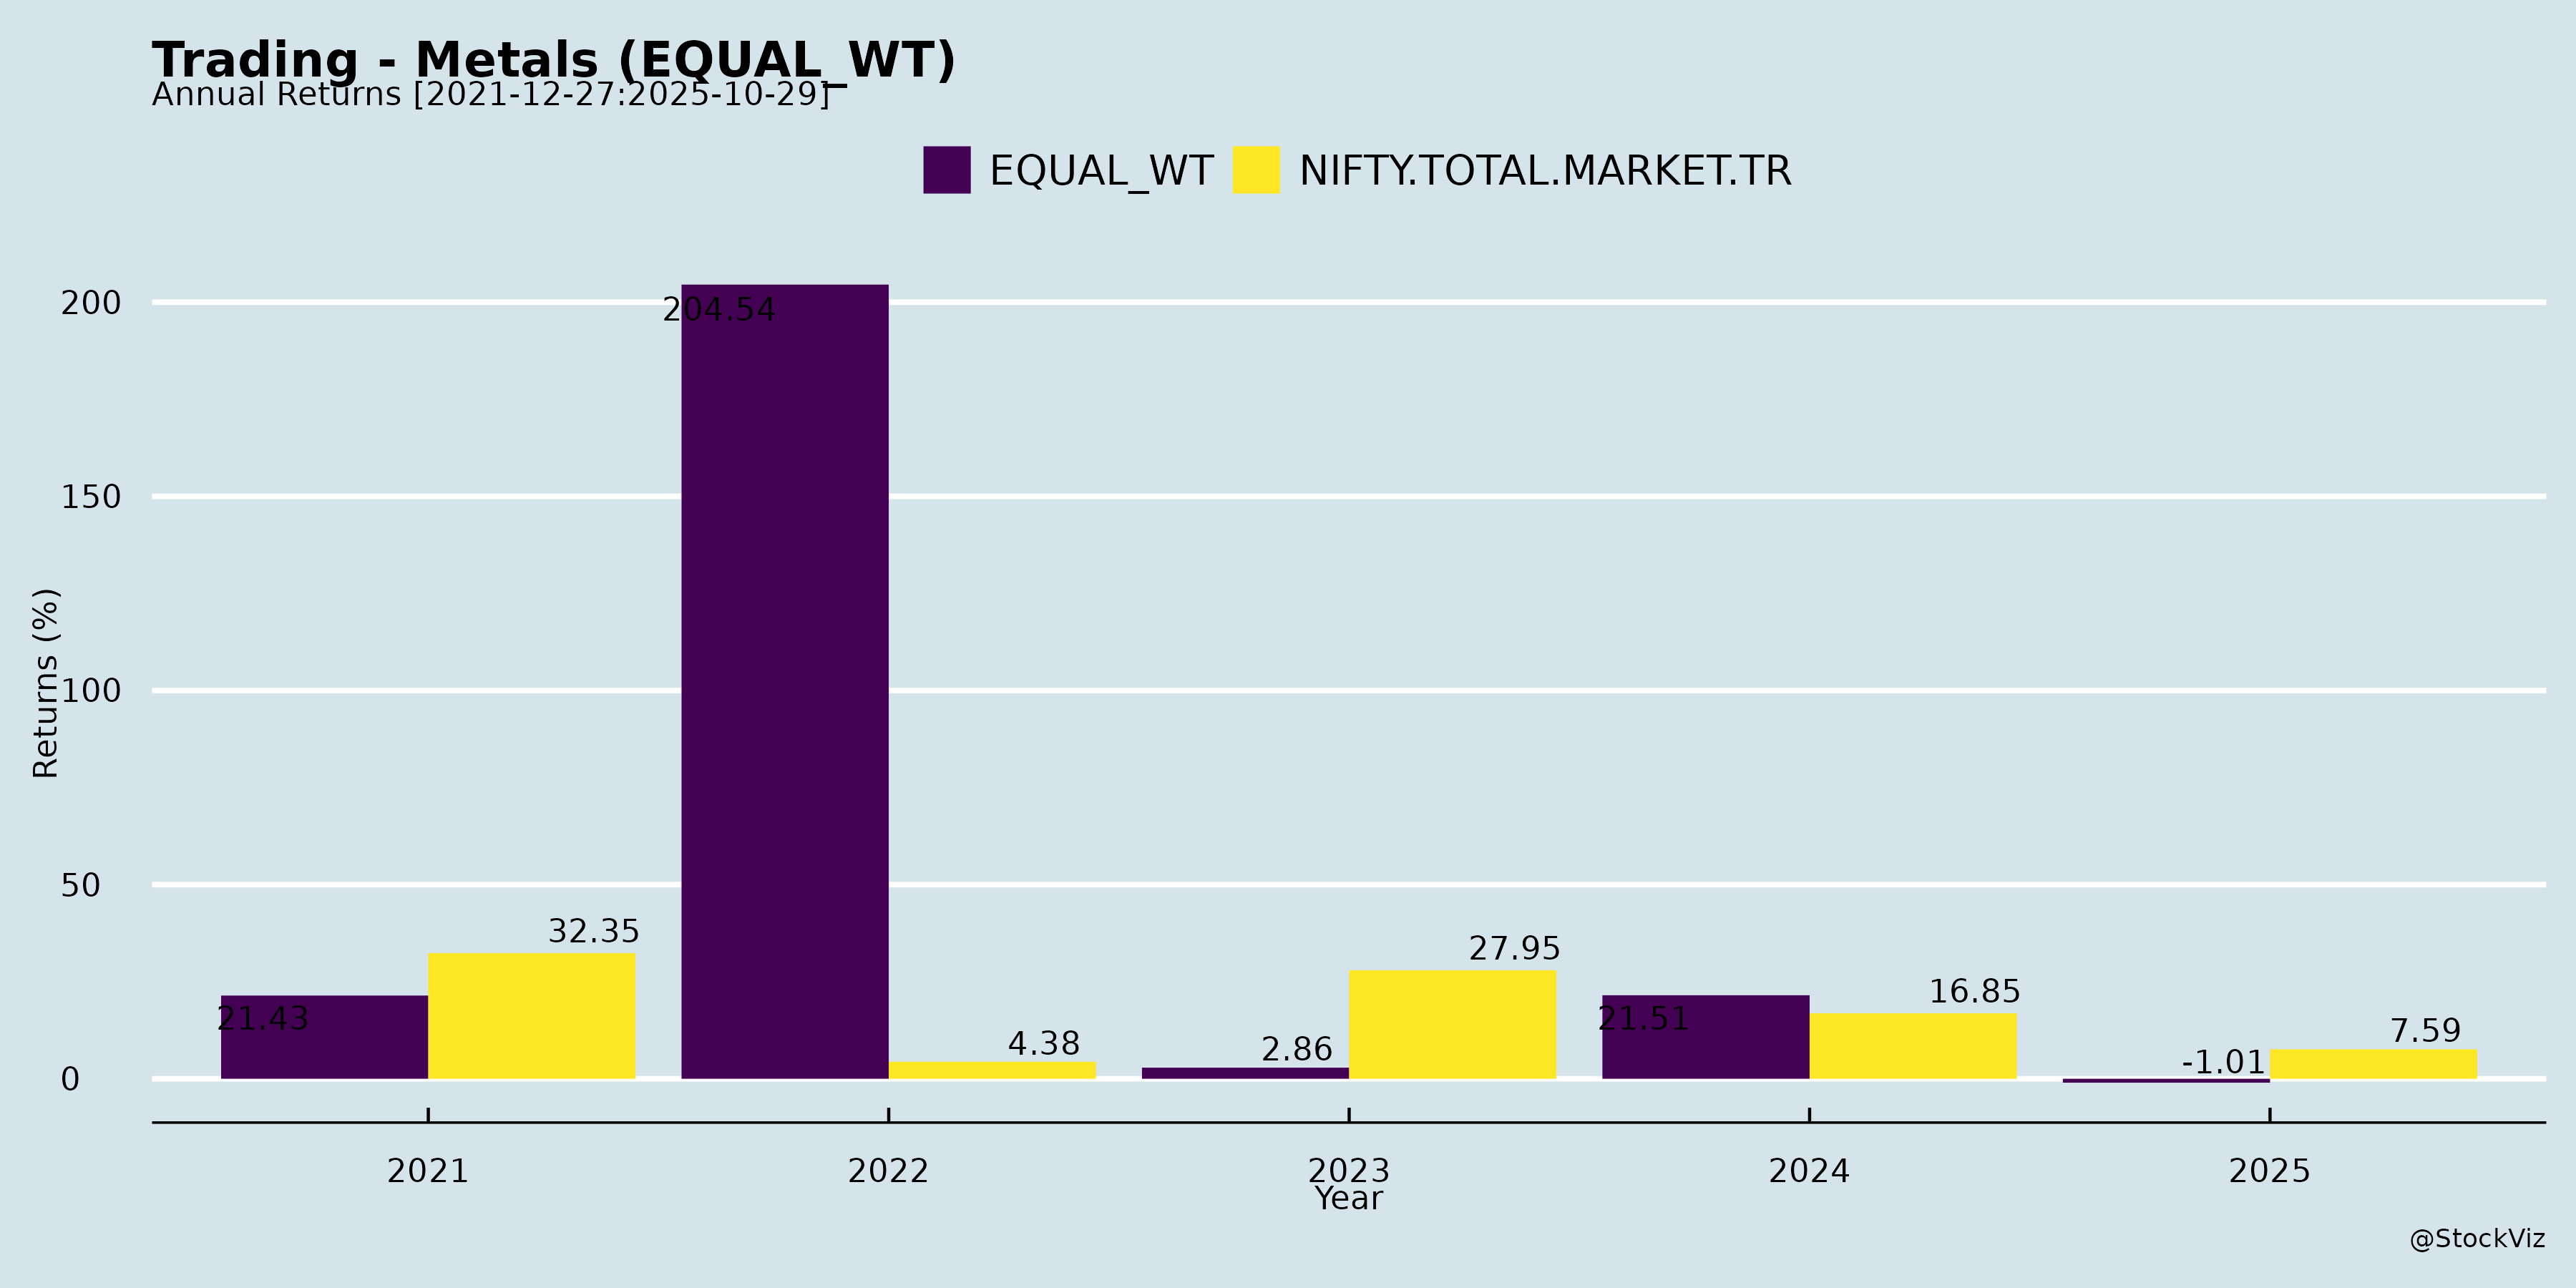 Trading - Metals (EQUAL_WT)
Annual Returns [2021-12-27:2025-10-29]
EQUAL_WT NIFTY.TOTAL.MARKET.TR
Returns (%)
200
150
100
50
0
21.43
32.35
204.54
4.38
2.86
27.95
21.51
16.85
-1.01
7.59
2021 2022 2023 2024 2025
Year
@StockViz